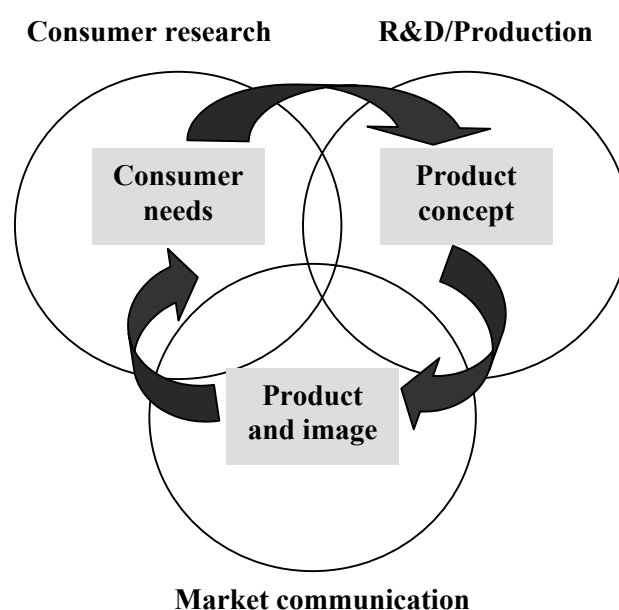 Consumer research
R&D/Production
Consumer
needs
Product
concept
Product
and image
Market communication